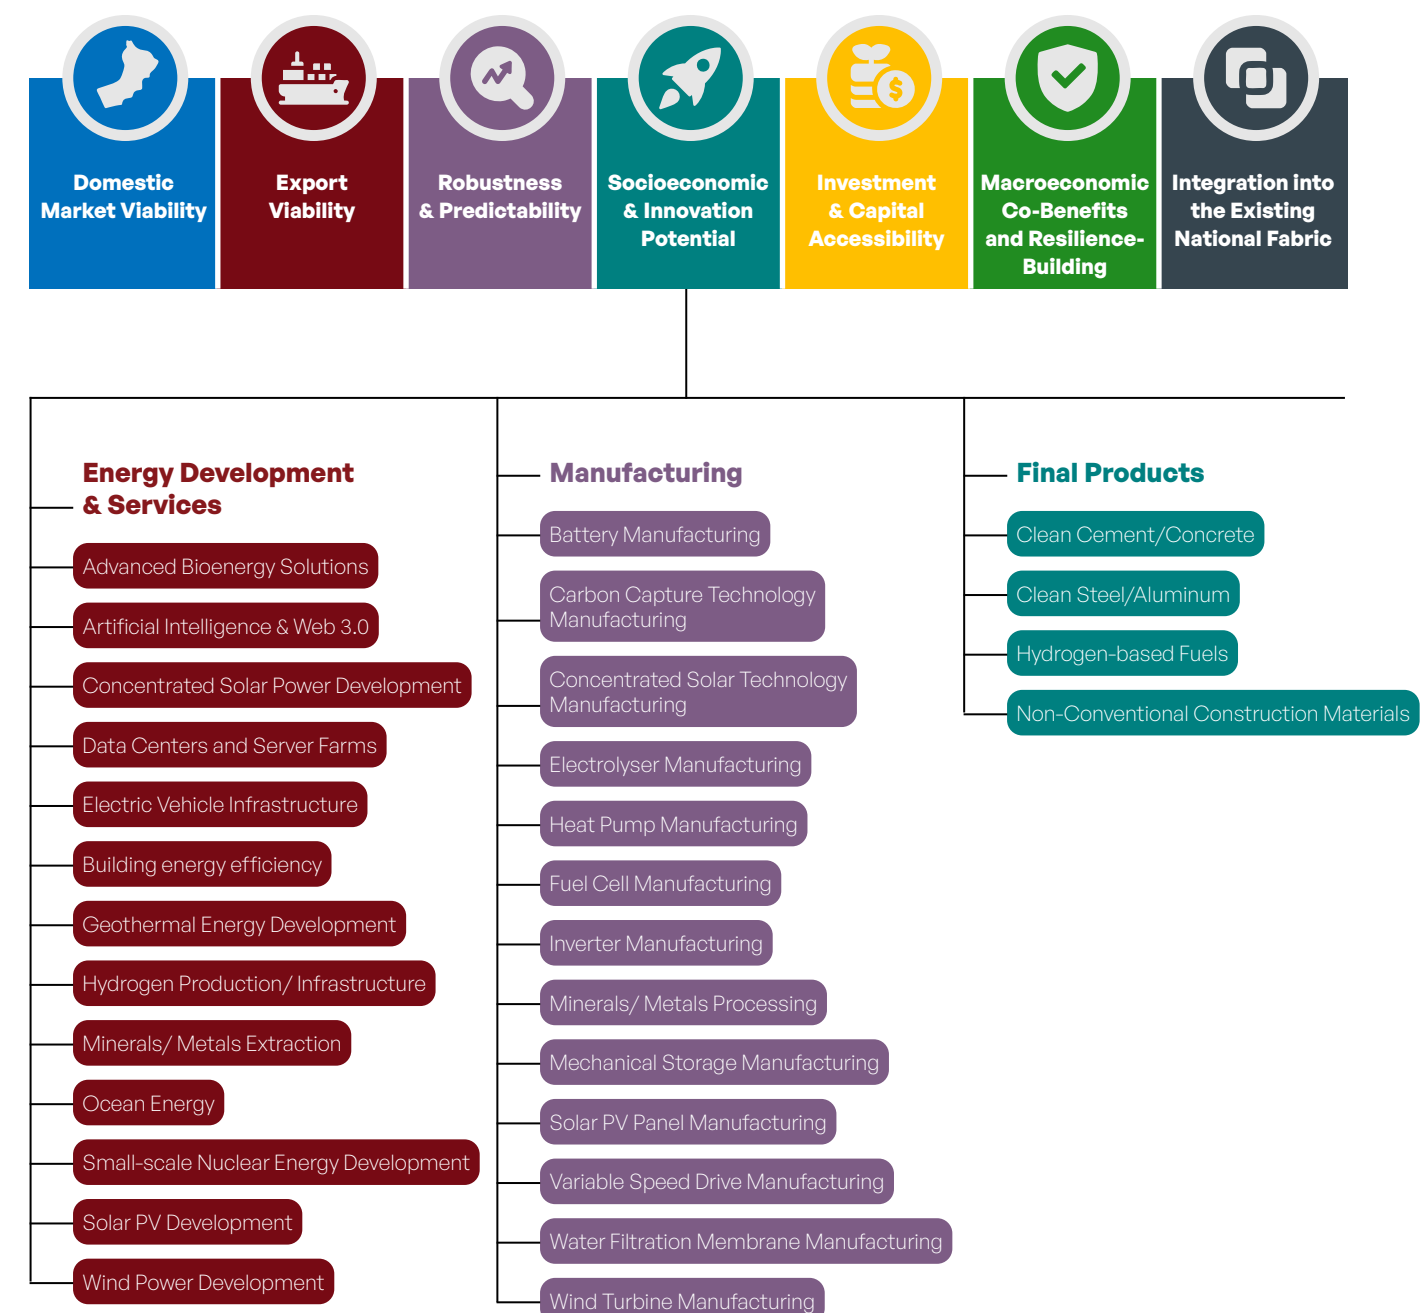 Domestic
Market Viability
Export
Viability
Robustness
& Predictability
Socioeconomic
& Innovation
Potential
Investment
& Capital
Accessibility
Macroeconomic
Co-Benefits
and Resilience-
Building
Integration into
the Existing
National Fabric
$
Energy Development
& Services
Advanced Bioenergy Solutions
Artificial Intelligence & Web 3.0
Concentrated Solar Power Development
Data Centers and Server Farms
Electric Vehicle Infrastructure
Building energy efficiency
Geothermal Energy Development
Hydrogen Production/ Infrastructure
Minerals/ Metals Extraction
Ocean Energy
Small-scale Nuclear Energy Development
Solar PV Development
Wind Power Development
Manufacturing
Battery Manufacturing
Carbon Capture Technology
Manufacturing
Concentrated Solar Technology
Manufacturing
Electrolyser Manufacturing
Heat Pump Manufacturing
Fuel Cell Manufacturing
Inverter Manufacturing
Minerals/ Metals Processing
Mechanical Storage Manufacturing
Solar PV Panel Manufacturing
Variable Speed Drive Manufacturing
Water Filtration Membrane Manufacturing
Wind Turbine Manufacturing
Final Products
Clean Cement/Concrete
Clean Steel/Aluminum
Hydrogen-based Fuels
Non-Conventional Construction Materials